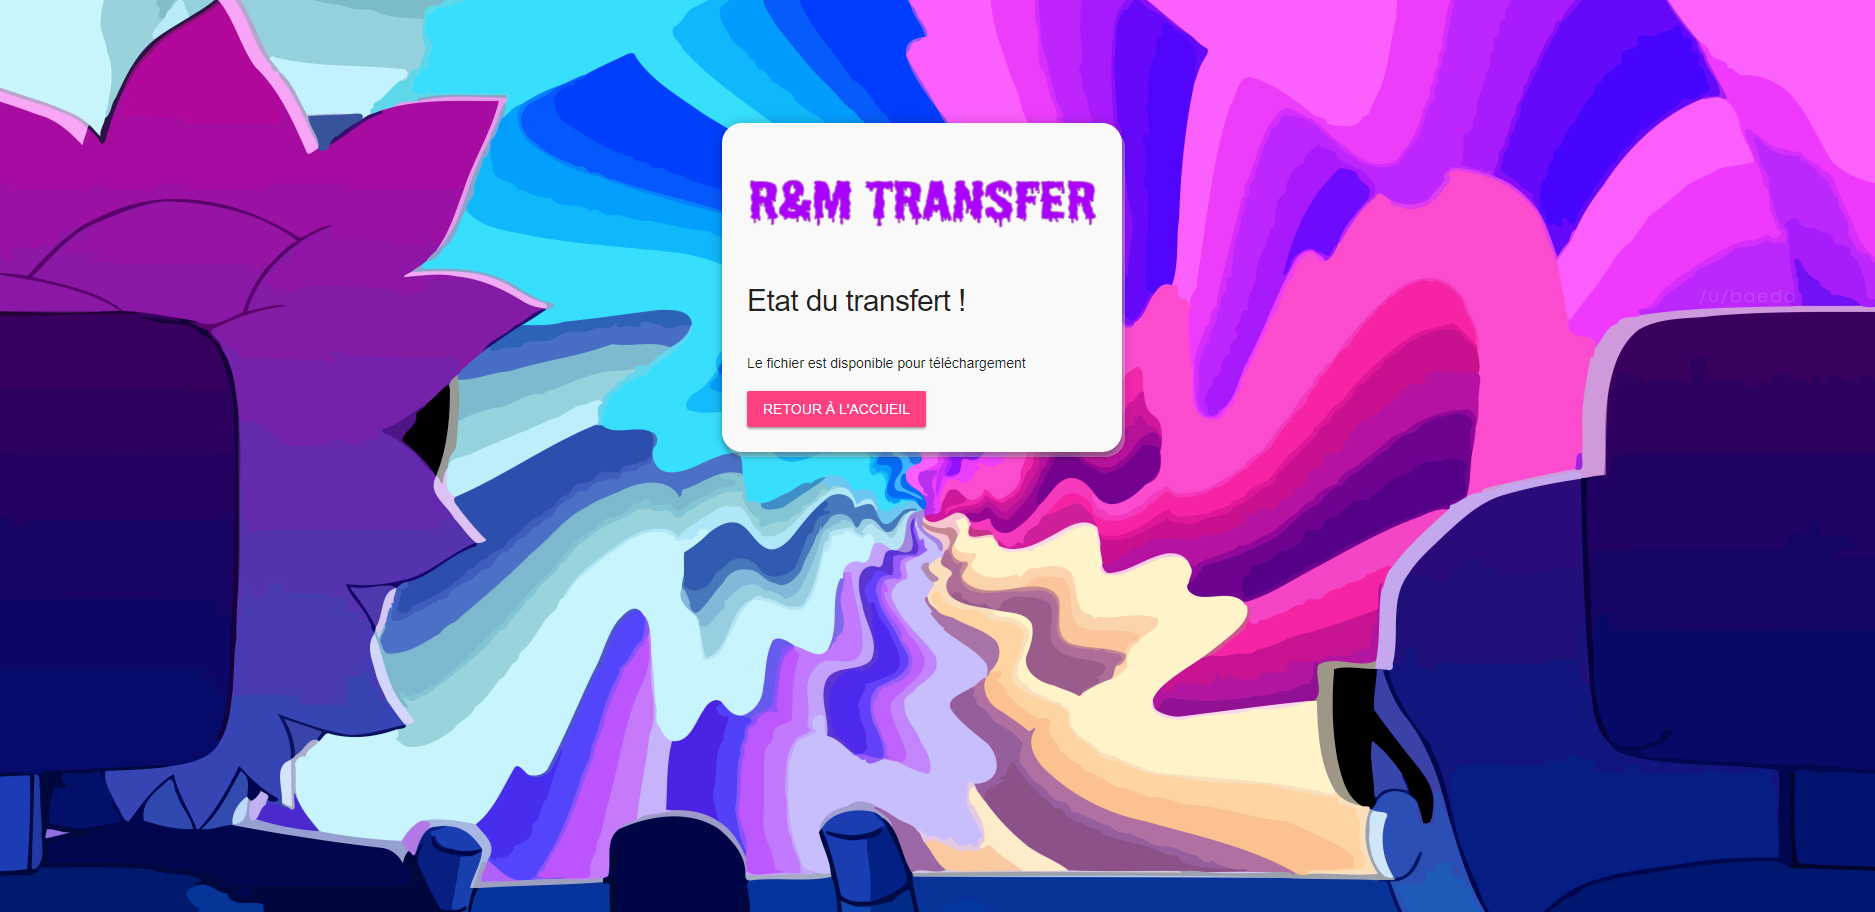 R&M TRANSFER
Etat du transfert !
/u/baeda
Le fichier est disponible pour téléchargement
RETOUR À L'ACCUEIL